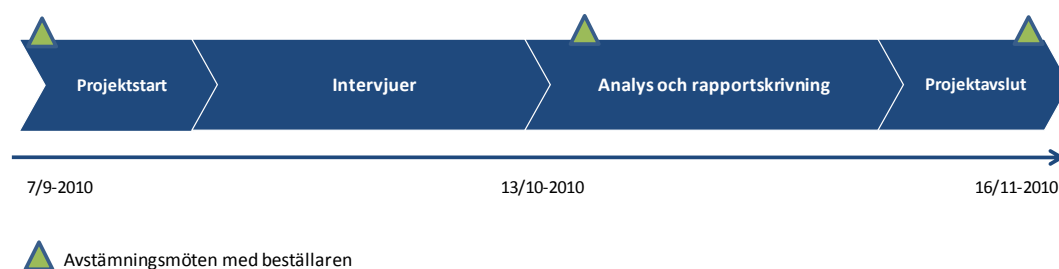 Projektstart
Intervjuer
Analys och rapportskrivning
Projektavslut
7/9-2010
13/10-2010
16/11-2010
Avstämningsmöten med beställaren